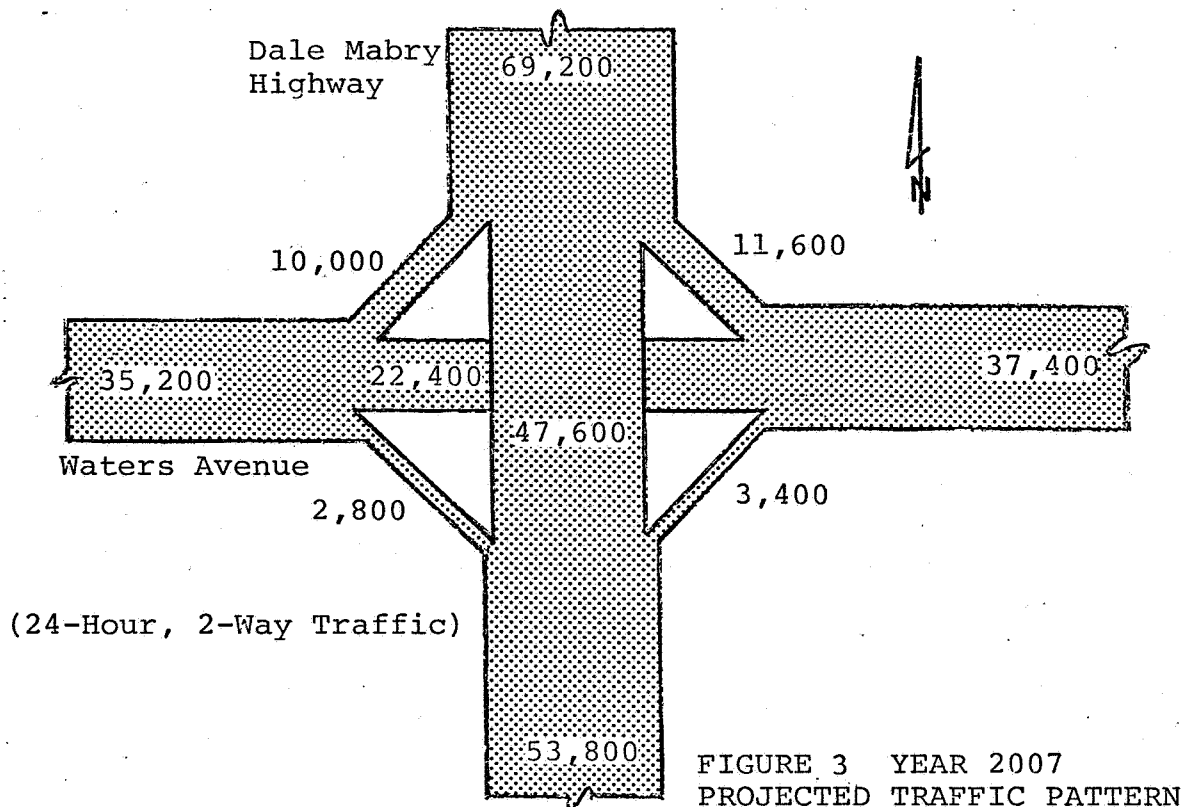 Dale Mabry
Highway
69,200
N
10,000
11,600
35,200
22,400
37,400
47,600
Waters Avenue
2,800
3,400
(24-Hour, 2-Way Traffic)
53,800
FIGURE 3 YEAR 2007
PROJECTED TRAFFIC PATTERN